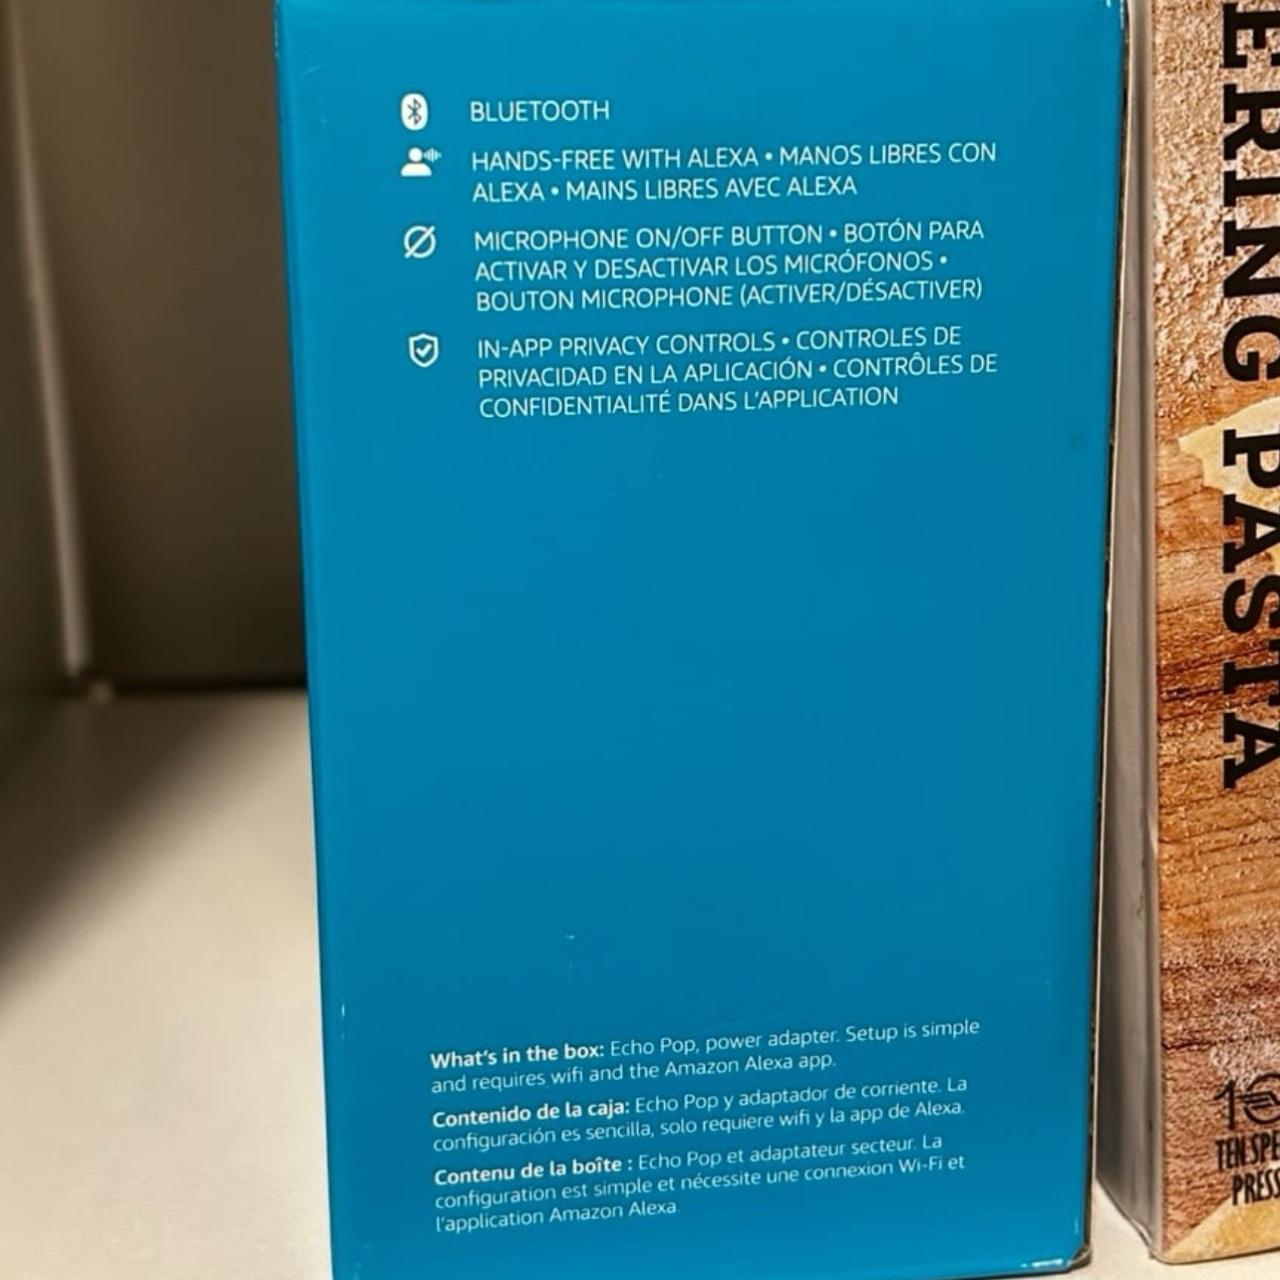 BLUETOOTH
HANDS-FREE WITH ALEXA • MANOS LIBRES CON
ALEXA • MAINS LIBRES AVEC ALEXA
MICROPHONE ON/OFF BUTTON • BOTÓN PARA
ACTIVAR Y DESACTIVAR LOS MICRÓFONOS •
BOUTON MICROPHONE (ACTIVER/DÉSACTIVER)
IN-APP PRIVACY CONTROLS • CONTROLES DE
PRIVACIDAD EN LA APLICACIÓN • CONTRÔLES DE
CONFIDENTIALITÉ DANS L'APPLICATION
What's in the box: Echo Pop, power adapter. Setup is simple
and requires wifi and the Amazon Alexa app.
Contenido de la caja: Echo Pop y adaptador de corriente. La
configuración es sencilla, solo requiere wifi y la app de Alexa.
Contenu de la boîte : Echo Pop et adaptateur secteur. La
configuration est simple et nécessite une connexion Wi-Fi et
l'application Amazon Alexa
ERING PASTA
TEN SPE
PRESS